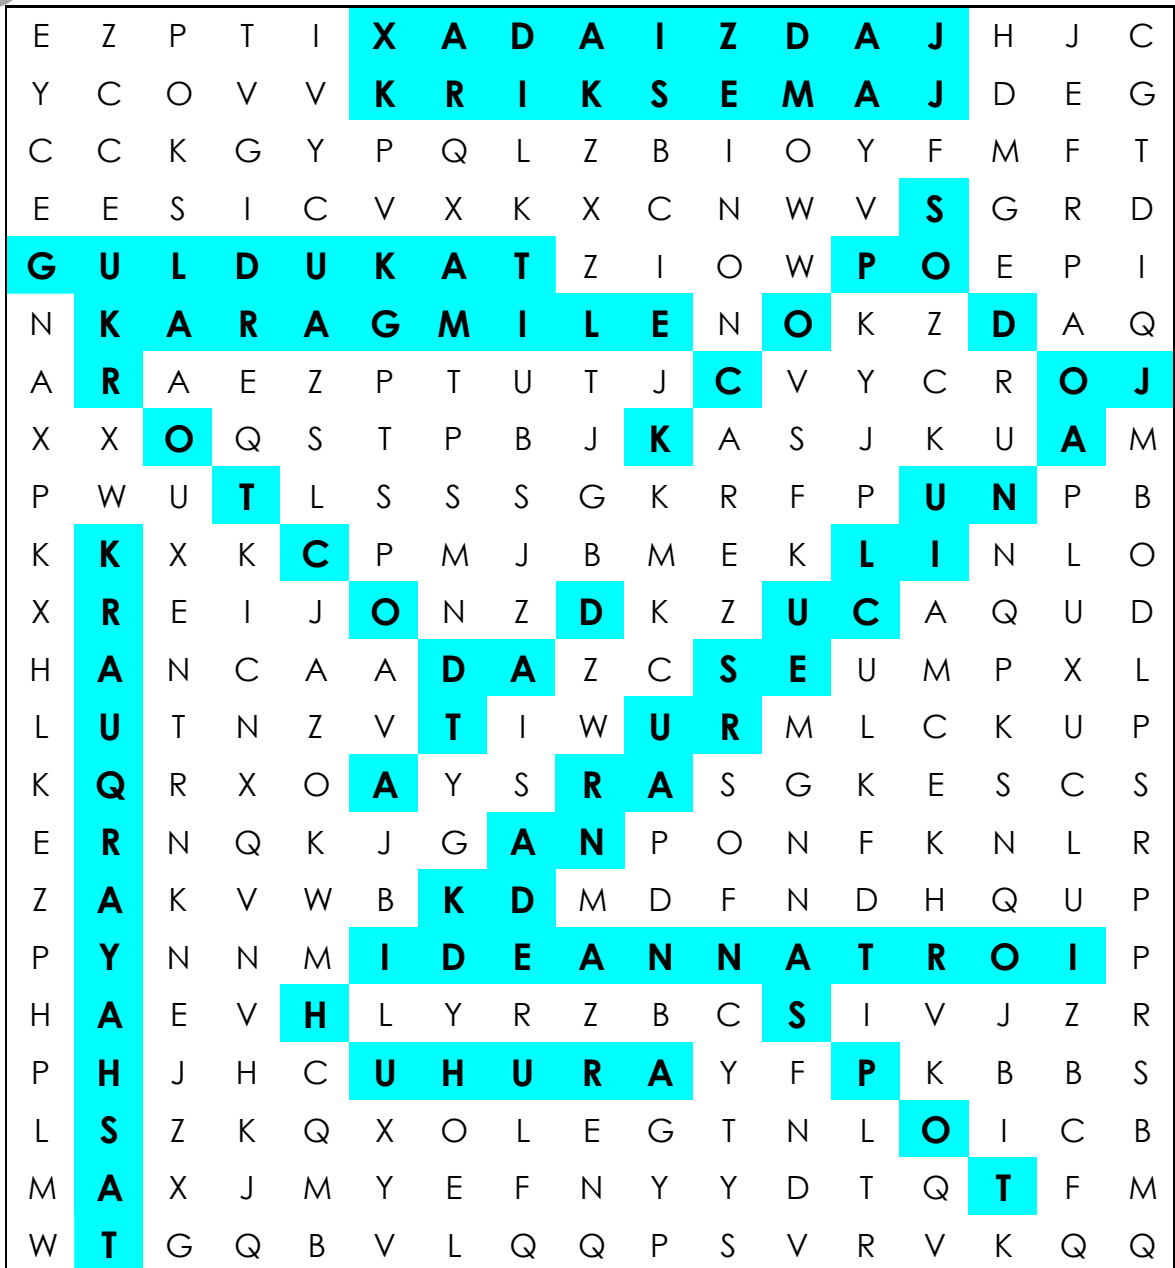 E Z P T I X A D A I Z D A J H J C
Y C O V V K R I K S E M A J D E G
C C K G Y P Q L Z B I O Y F M F T
E E S I C V X K X C N W V S G R D
G U L D U K A T Z I O W P O E P I
N K A R A G M I L E N O K Z D A Q
A R A E Z P T U T J C V Y C R O J
X X O Q S T P B J K A S J K U A M
P W U T L S S S G K R F P U N P B
K K X K C P M J B M E K L I N L O
X R E I J O N Z D K Z U C A Q U D
H A N C A A D A Z C S E U M P X L
L U T N Z V T I W U R M L C K U P
K Q R X O A Y S R A S G K E S C S
E R N Q K J G A N P O N F K N L R
Z A K V W B K D M D F N D H Q U P
P Y N N M I D E A N N A T R O I P
H A E V H L Y R Z B C S I V J Z R
P H J H C U H U R A Y F P K B B S
L S Z K Q X O L E G T N L O I C B
M A X J M Y E F N Y Y D T Q T F M
W T G Q B V L Q Q P S V R V K Q Q